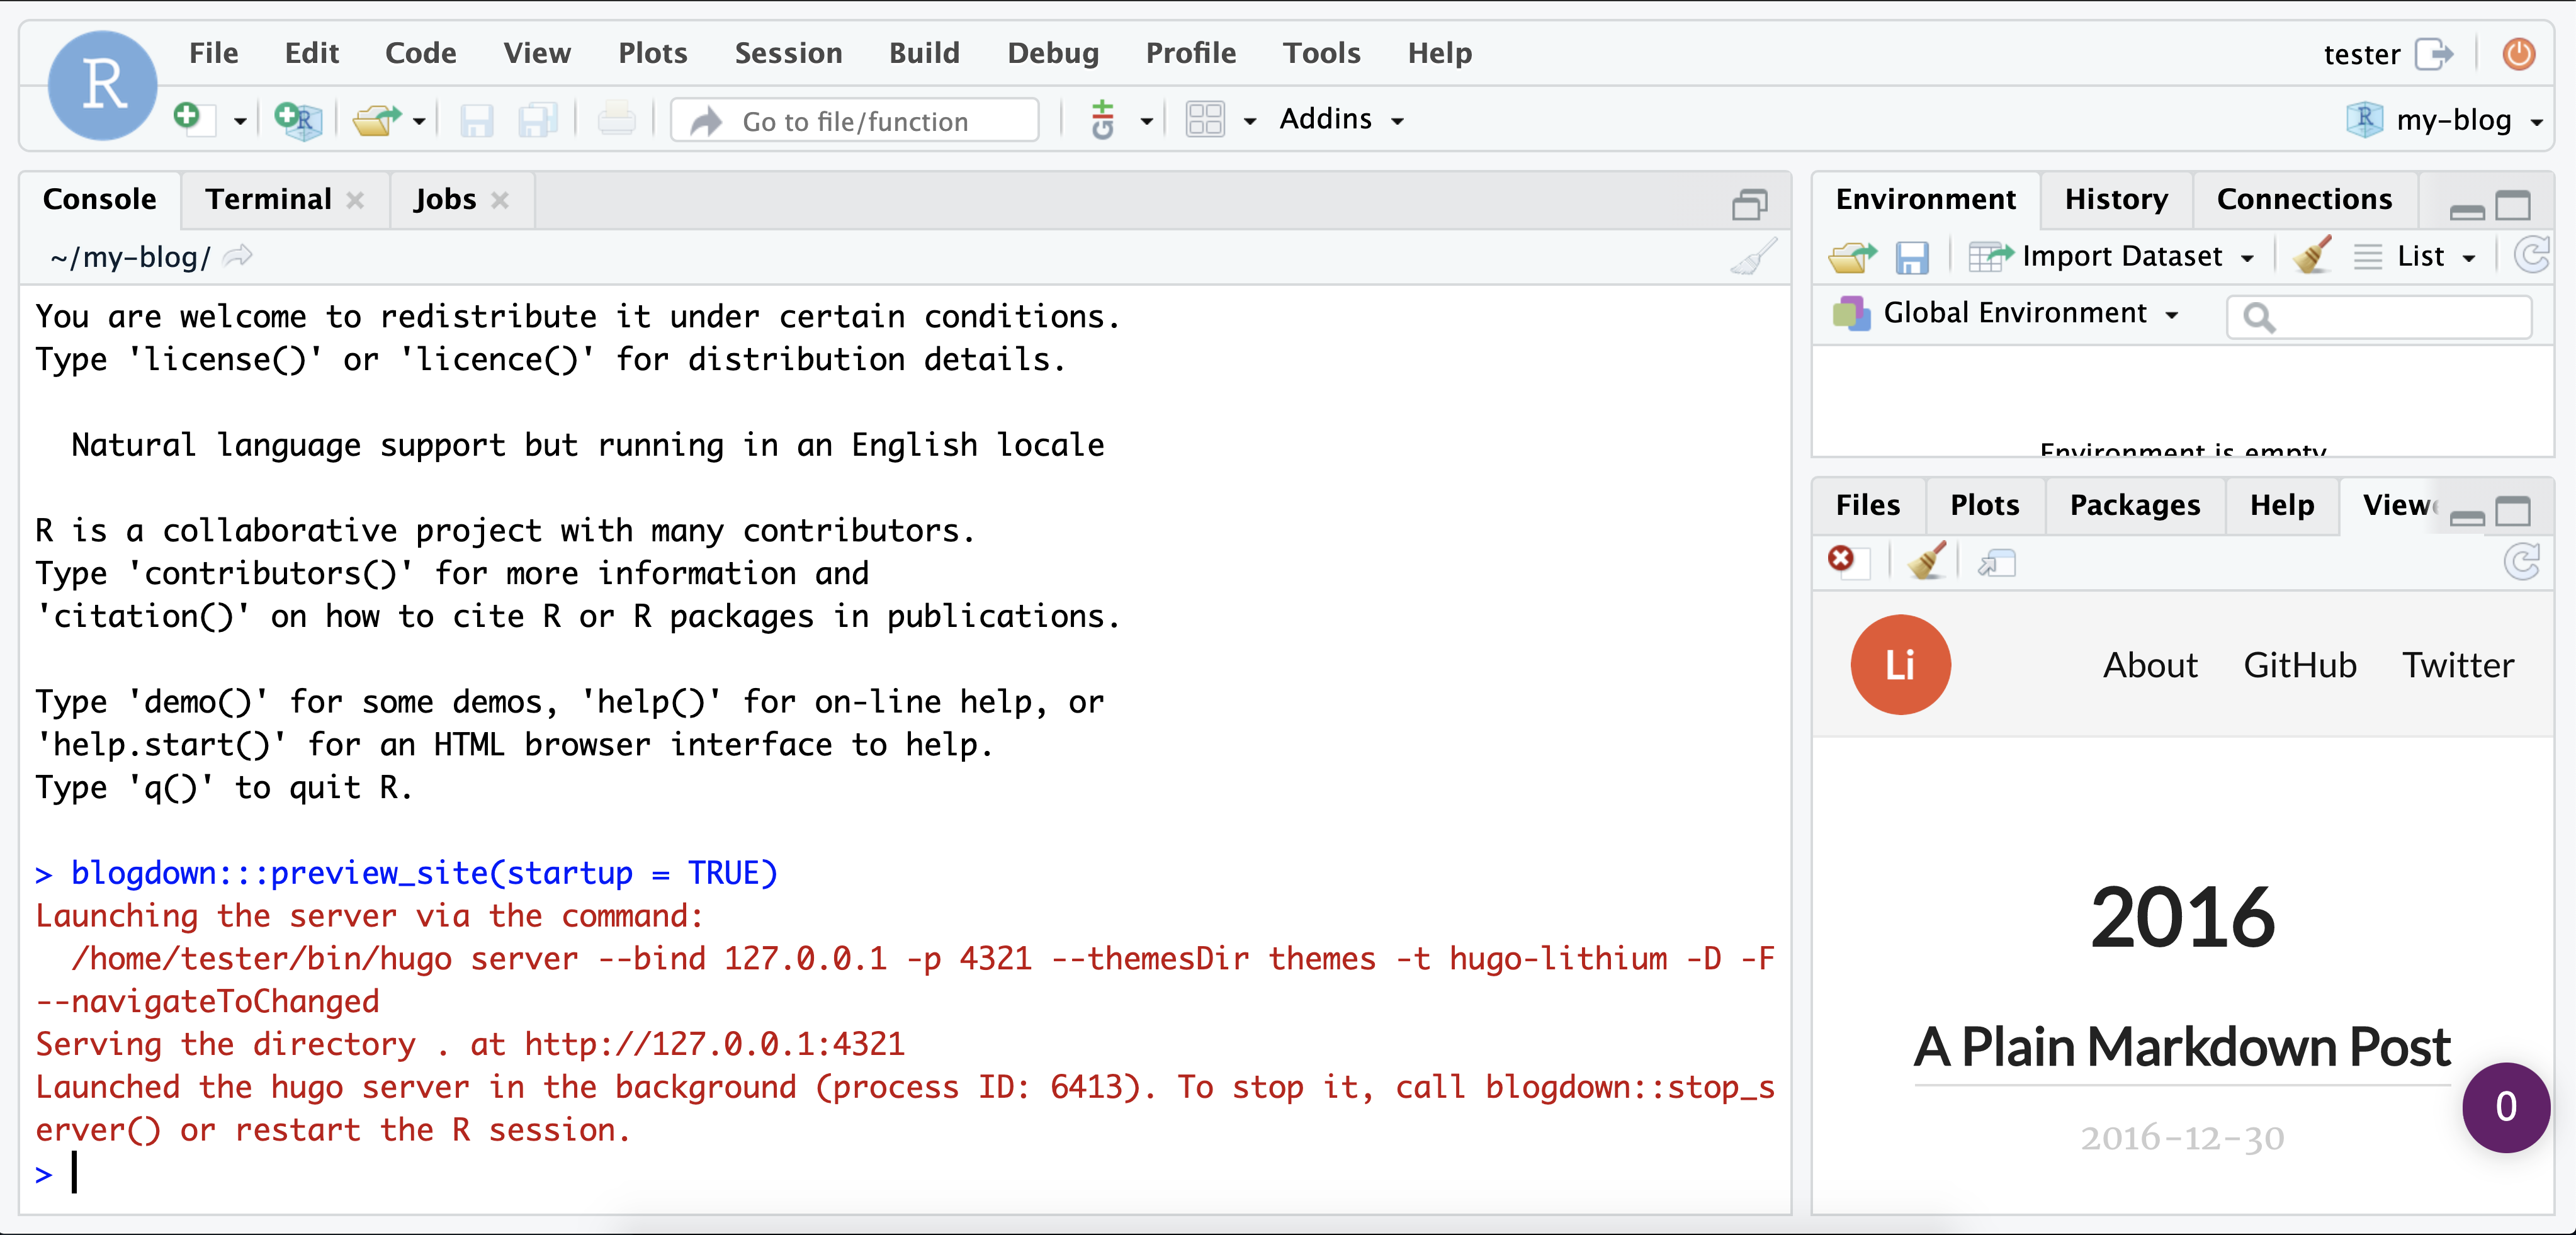 R
File Edit Code View Plots Session Build Debug Profile Tools Help
tester
Go to file/function
Addins
my-blog
Console Terminal Jobs
~/my-blog/
You are welcome to redistribute it under certain conditions.
Type 'license()' or 'licence()' for distribution details.
Natural language support but running in an English locale
R is a collaborative project with many contributors.
Type 'contributors()' for more information and
'citation()' on how to cite R or R packages in publications.
Type 'demo()' for some demos, 'help()' for on-line help, or
'help.start()' for an HTML browser interface to help.
Type 'q()' to quit R.
> blogdown:::preview_site(startup = TRUE)
Launching the server via the command:
/home/tester/bin/hugo server --bind 127.0.0.1 -p 4321 --themesDir themes -t hugo-lithium -D -F
--navigateToChanged
Serving the directory . at http://127.0.0.1:4321
Launched the hugo server in the background (process ID: 6413). To stop it, call blogdown::stop_s
erver() or restart the R session.
>
Environment History Connections
Import Dataset List
Global Environment
Environment is empty
Files Plots Packages Help View
Li
About GitHub Twitter
2016
A Plain Markdown Post
2016-12-30
0